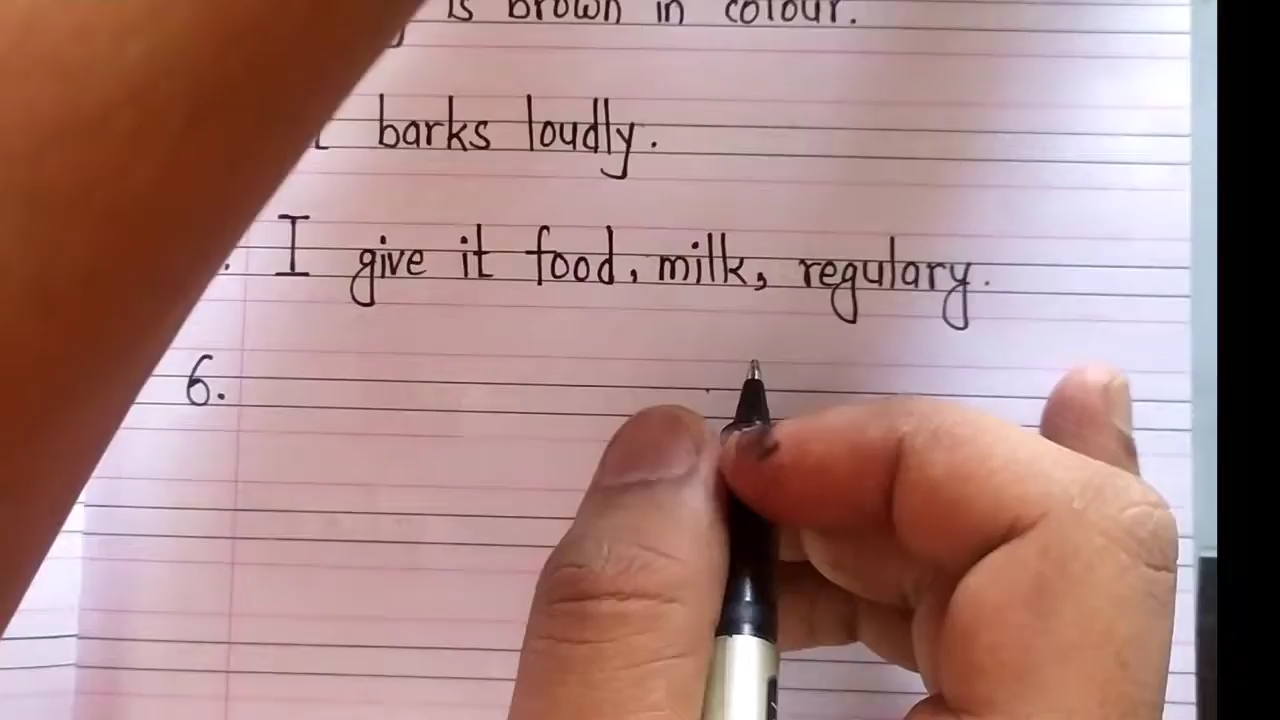 is brown in colour.
barks loudly.
. I give it food, milk, regulary.
6.